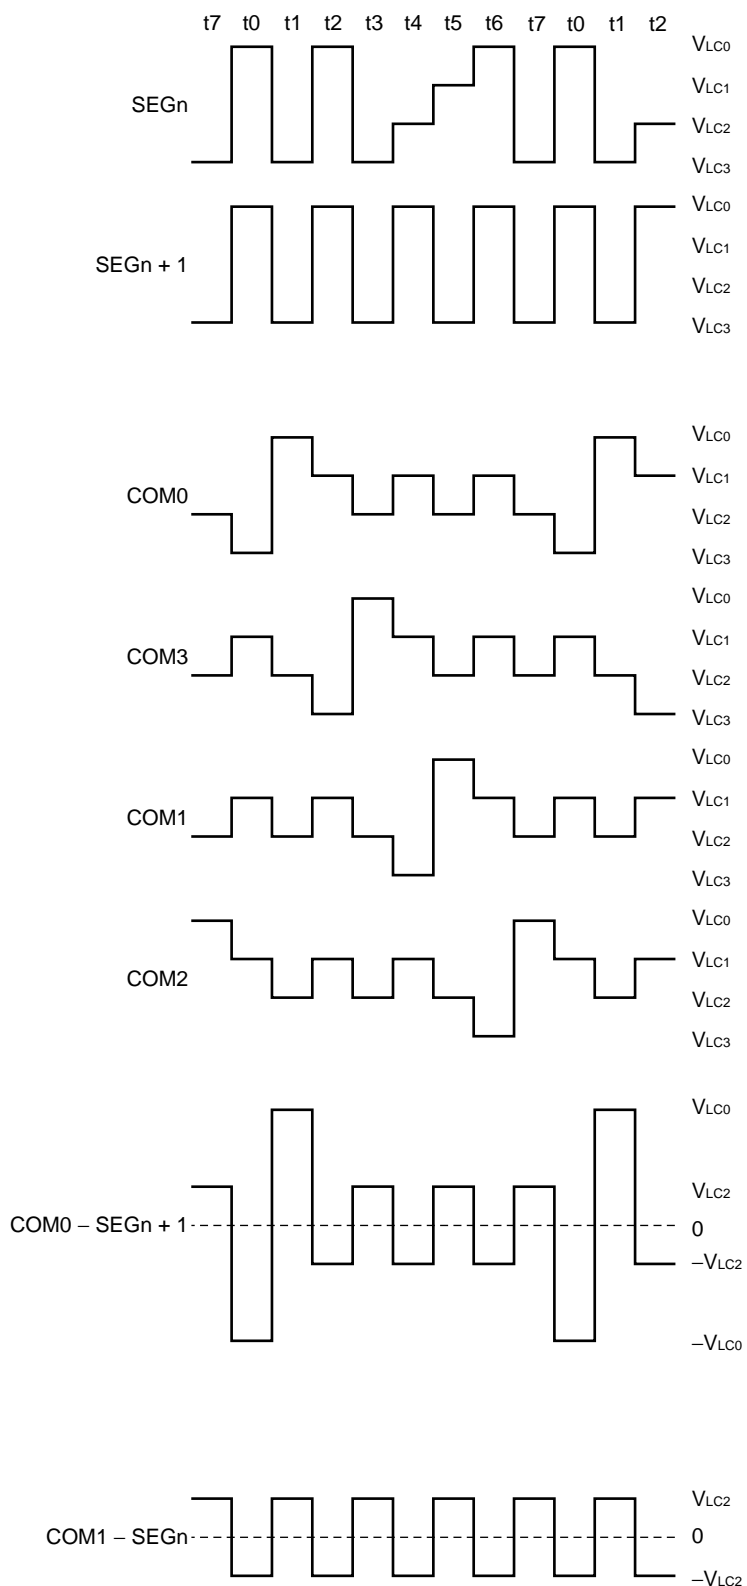 t7 t0 t1 t2 t3 t4 t5 t6 t7 t0 t1 t2
VLC0
VLC1
SEGn
VLC2
VLC3
VLC0
VLC1
SEGn + 1
VLC2
VLC3
VLC0
VLC1
COM0
VLC2
VLC3
VLC0
VLC1
COM3
VLC2
VLC3
VLC0
VLC1
COM1
VLC2
VLC3
VLC0
VLC1
COM2
VLC2
VLC3
VLC0
VLC2
COM0 – SEGn + 1
0
–VLC2
–VLC0
VLC2
COM1 – SEGn
0
–VLC2